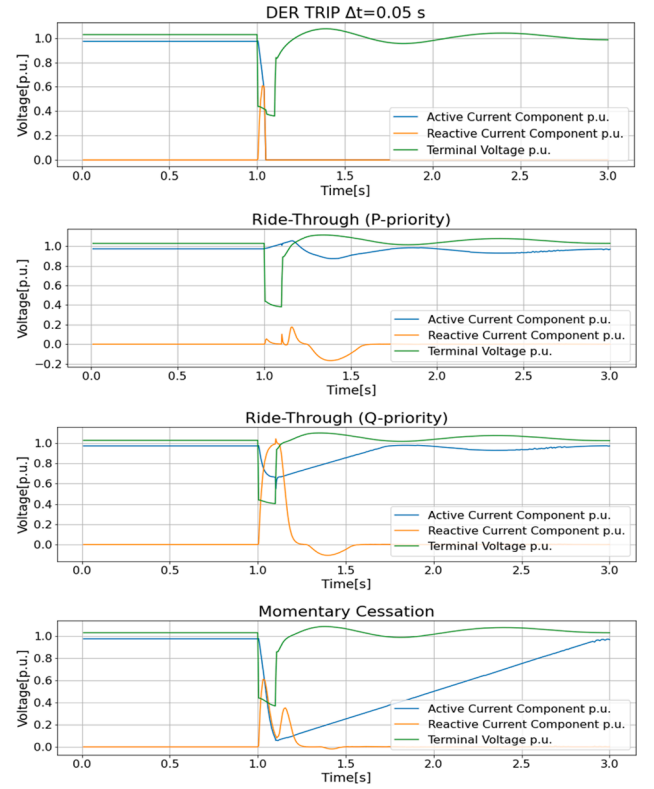 DER TRIP Δt=0.05 s
Voltage[p.u.]
1.0
0.8
0.6
0.4
0.2
0.0
Active Current Component p.u.
Reactive Current Component p.u.
Terminal Voltage p.u.
0.0 0.5 1.0 1.5 2.0 2.5 3.0
Time[s]
Ride-Through (P-priority)
Voltage[p.u.]
1.0
0.8
0.6
0.4
0.2
0.0
−0.2
Active Current Component p.u.
Reactive Current Component p.u.
Terminal Voltage p.u.
0.0 0.5 1.0 1.5 2.0 2.5 3.0
Time[s]
Ride-Through (Q-priority)
Voltage[p.u.]
1.0
0.8
0.6
0.4
0.2
0.0
Active Current Component p.u.
Reactive Current Component p.u.
Terminal Voltage p.u.
0.0 0.5 1.0 1.5 2.0 2.5 3.0
Time[s]
Momentary Cessation
Voltage[p.u.]
1.0
0.8
0.6
0.4
0.2
0.0
Active Current Component p.u.
Reactive Current Component p.u.
Terminal Voltage p.u.
0.0 0.5 1.0 1.5 2.0 2.5 3.0
Time[s]